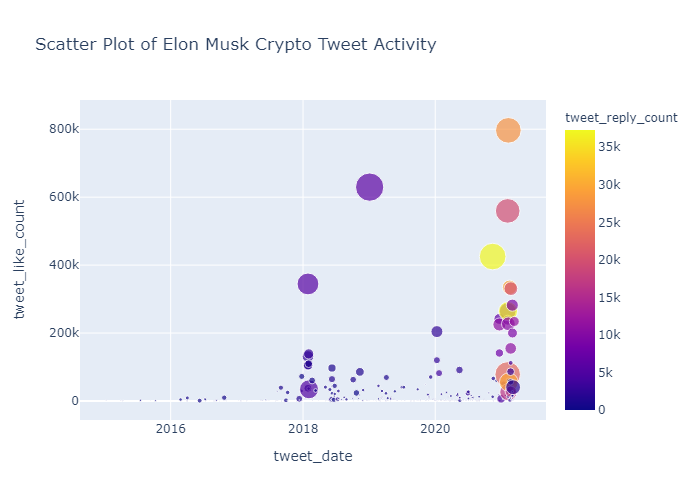 Scatter Plot of Elon Musk Crypto Tweet Activity
tweet_reply_count
800k
600k
400k
200k
0
tweet_like_count
2016
2018
2020
tweet_date
35k
30k
25k
20k
15k
10k
5k
0